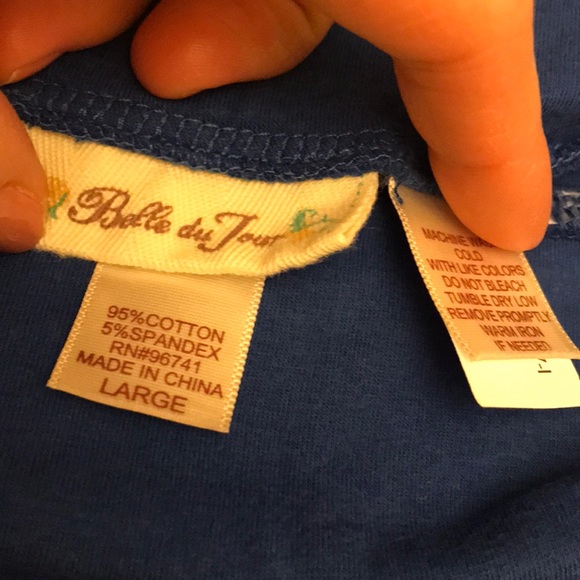 Belle du Jour
95%COTTON
5%SPANDEX
RN#96741
MADE IN CHINA
LARGE
MACHINE
COLD
WITH LIKE COLORS
DO NOT BLEACH
TUMBLE DRY LOW
REMOVE PROMPTLY
WARM IRON
IF NEEDED